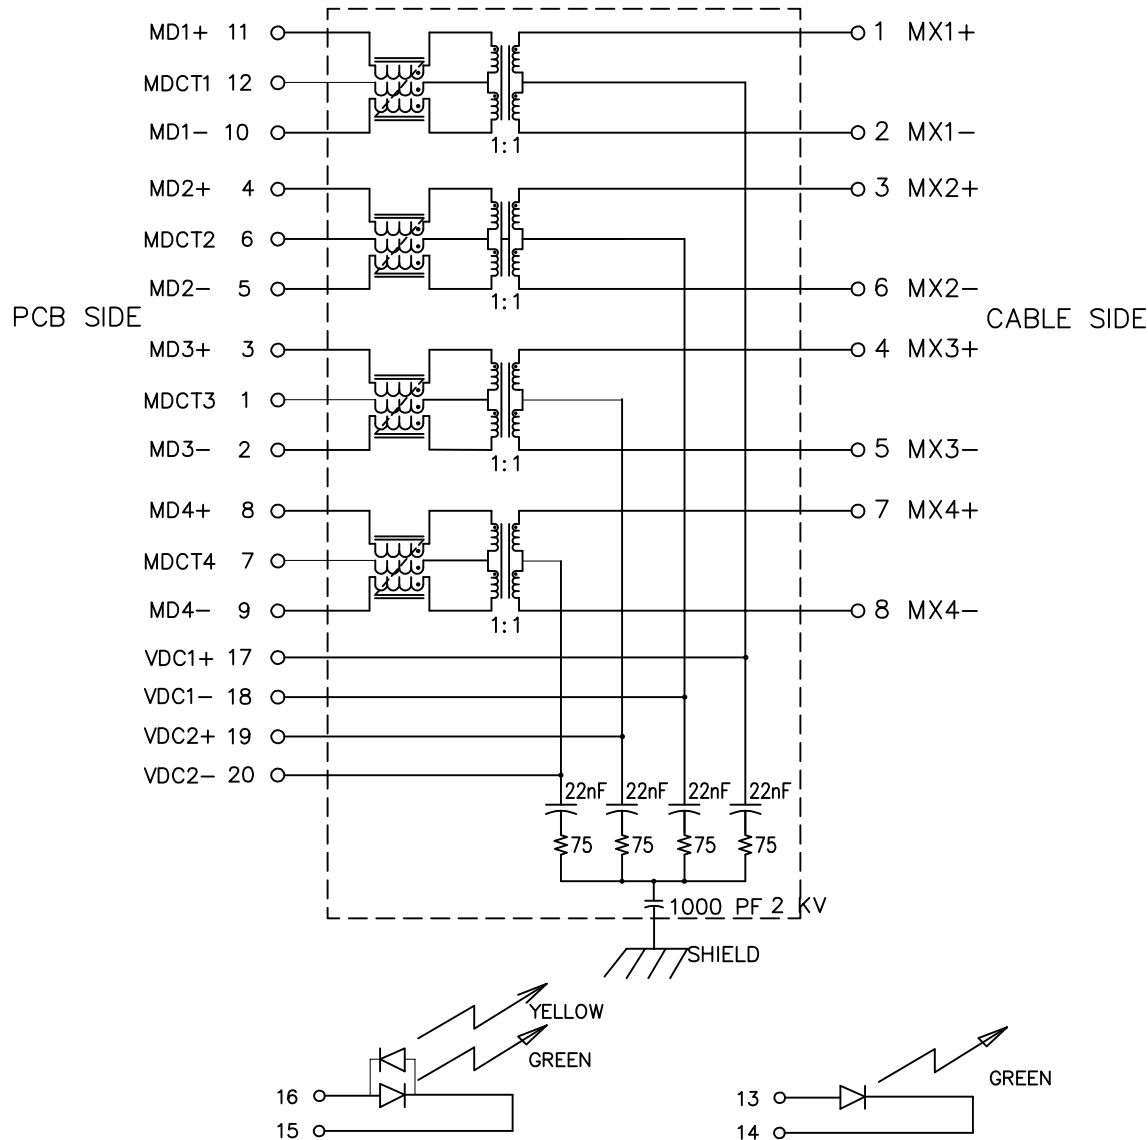 MD1+ 11 1 MX1+
MDCT1 12
MD1- 10 2 MX1-
1:1
MD2+ 4 3 MX2+
MDCT2 6
MD2- 5 6 MX2-
1:1
PCB SIDE CABLE SIDE
MD3+ 3 4 MX3+
MDCT3 1
MD3- 2 5 MX3-
1:1
MD4+ 8 7 MX4+
MDCT4 7
MD4- 9 8 MX4-
1:1
VDC1+ 17
VDC1- 18
VDC2+ 19
VDC2- 20
22nF 22nF 22nF 22nF
75 75 75 75
1000 PF 2 KV
SHIELD
YELLOW
GREEN GREEN
16 13
15 14